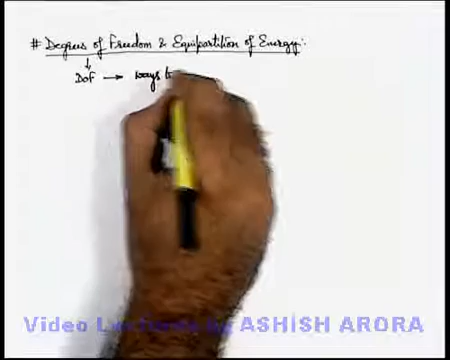 # Degrees of Freedom & Equipartition of Energy:
↓
DoF → ways
Video Lectures by ASHISH ARORA